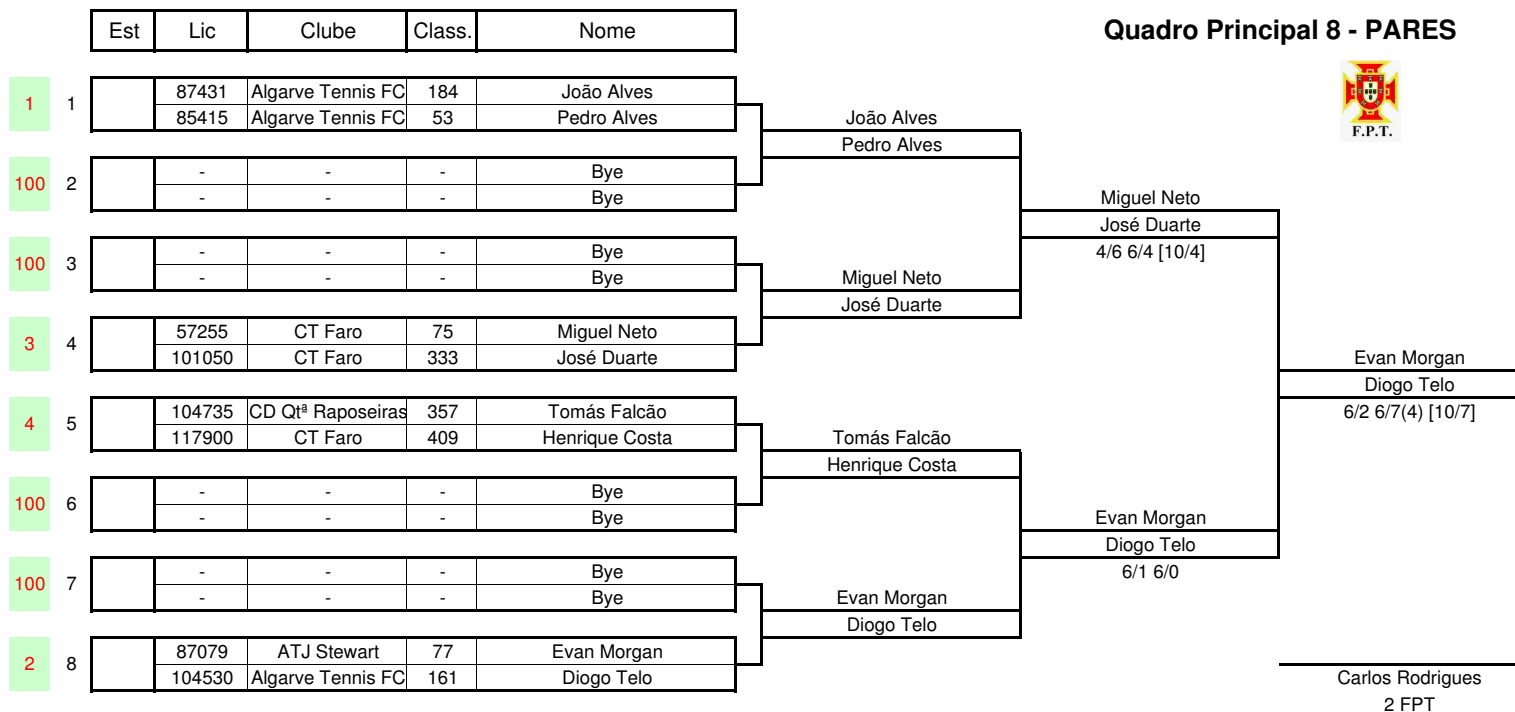 Est Lic Clube Class. Nome
Quadro Principal 8 - PARES
F.P.T.
1 1 87431 Algarve Tennis FC 184 João Alves
85415 Algarve Tennis FC 53 Pedro Alves
João Alves
Pedro Alves
100 2 - - - Bye
- - - Bye
Miguel Neto
José Duarte
4/6 6/4 [10/4]
100 3 - - - Bye
- - - Bye
Miguel Neto
José Duarte
3 4 57255 CT Faro 75 Miguel Neto
101050 CT Faro 333 José Duarte
Evan Morgan
Diogo Telo
6/2 6/7(4) [10/7]
4 5 104735 CD Qtª Raposeiras 357 Tomás Falcão
117900 CT Faro 409 Henrique Costa
Tomás Falcão
Henrique Costa
100 6 - - - Bye
- - - Bye
Evan Morgan
Diogo Telo
6/1 6/0
100 7 - - - Bye
- - - Bye
Evan Morgan
Diogo Telo
2 8 87079 ATJ Stewart 77 Evan Morgan
104530 Algarve Tennis FC 161 Diogo Telo
Carlos Rodrigues
2 FPT